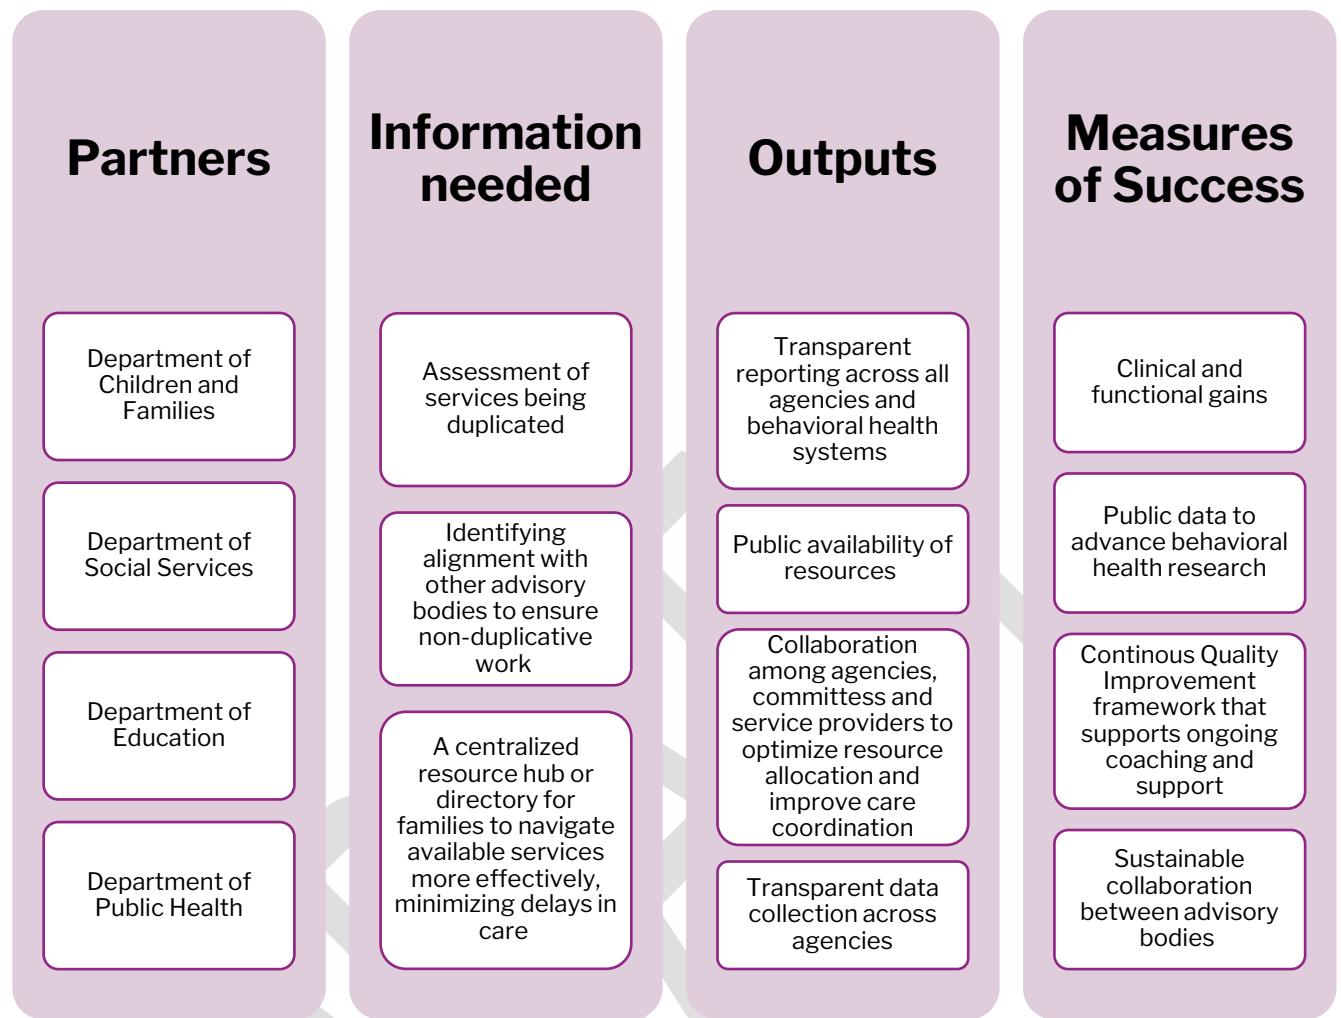 Partners
Department of
Children and
Families
Department of
Social Services
Department of
Education
Department of
Public Health
Information
needed
Assessment of
services being
duplicated
Identifying
alignment with
other advisory
bodies to ensure
non-duplicative
work
A centralized
resource hub or
directory for
families to navigate
available services
more effectively,
minimizing delays in
care
Outputs
Transparent
reporting across all
agencies and
behavioral health
systems
Public availability of
resources
Collaboration
among agencies,
committess and
service providers to
optimize resource
allocation and
improve care
coordination
Transparent data
collection across
agencies
Measures
of Success
Clinical and
functional gains
Public data to
advance behavioral
health research
Continous Quality
Improvement
framework that
supports ongoing
coaching and
support
Sustainable
collaboration
between advisory
bodies